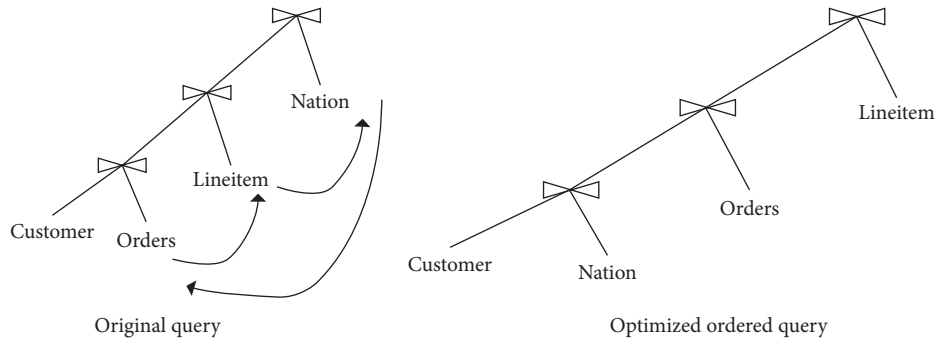 Nation
Lineitem
Customer
Orders
Original query
Lineitem
Orders
Customer
Nation
Optimized ordered query